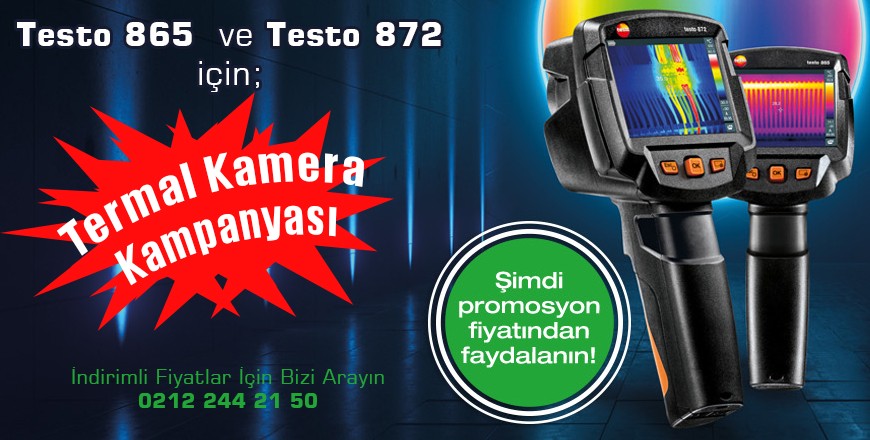 Testo 865 ve Testo 872
için;
Termal Kamera
Kampanyası
Şimdi
promosyon
fiyatından
faydalanın!
İndirimli Fiyatlar İçin Bizi Arayın
0212 244 21 50
testo
testo 872
testo 865
Esc
OK
OK